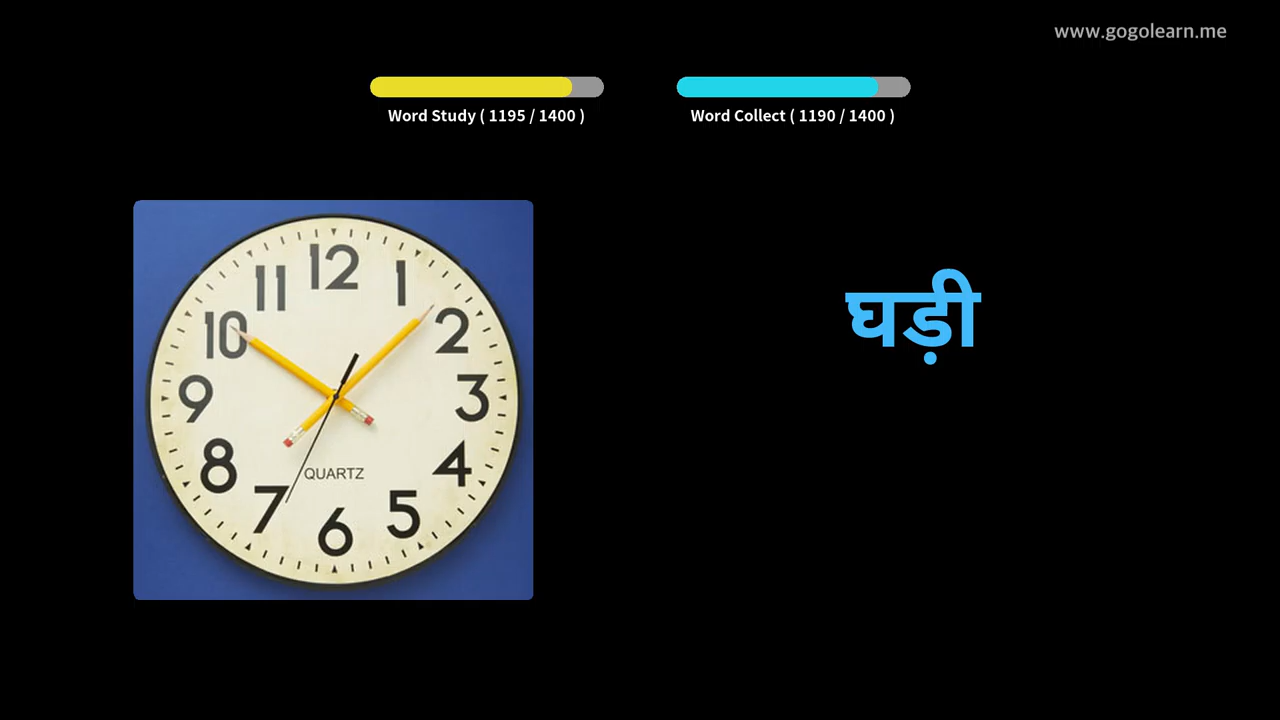 www.gogolearn.me
Word Study ( 1195 / 1400 )
Word Collect ( 1190 / 1400 )
12
11
1
10
2
9
3
8
4
7
5
6
QUARTZ
घड़ी